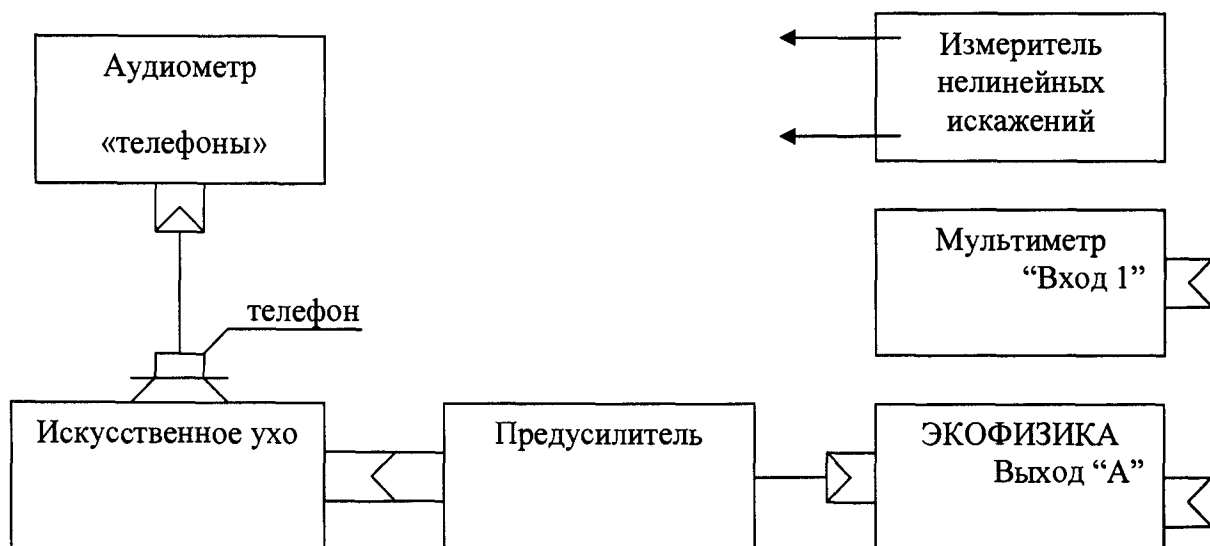 Аудиометр
«телефоны»
телефон
Искусственное ухо
Предусилитель
Измеритель
нелинейных
искажений
Мультиметр
“Вход 1”
ЭКОФИЗИКА
Выход “А”